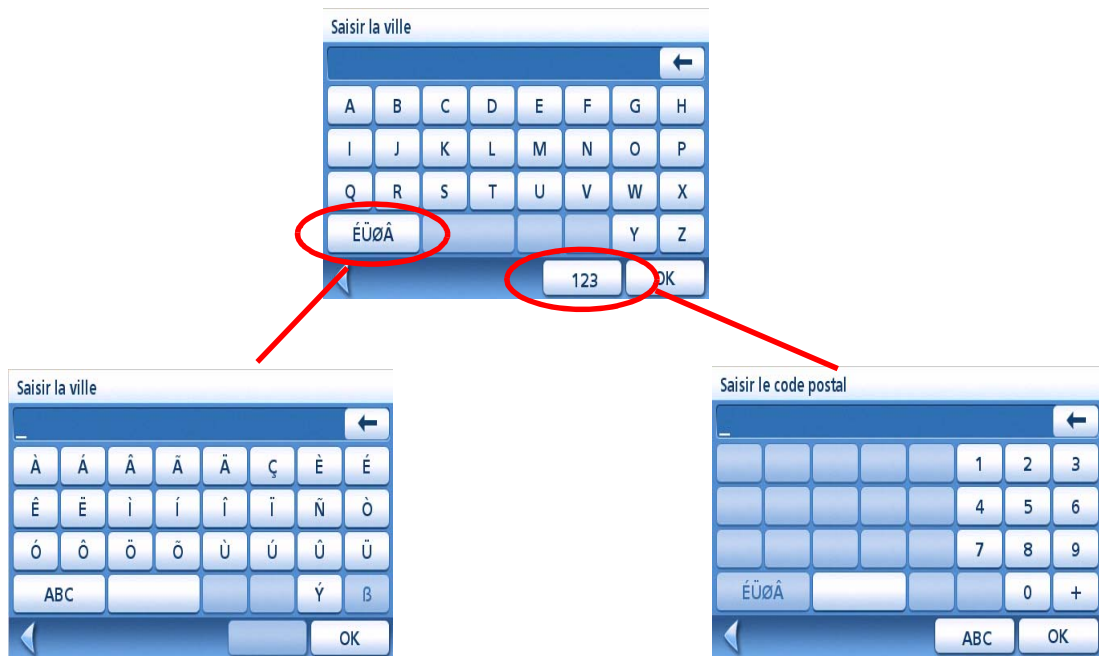 Saisir la ville
A B C D E F G H
I J K L M N O P
Q R S T U V W X
ÉÜØÂ Y Z
123 OK
Saisir la ville
_
À Á Â Ã Ä Ç È É
Ê Ë Ì Í Î Ï Ñ Ò
Ó Ô Ö Õ Ù Ú Û Ü
ABC Ý ß
OK
Saisir le code postal
_
1 2 3
4 5 6
7 8 9
ÉÜØÂ 0 +
ABC OK